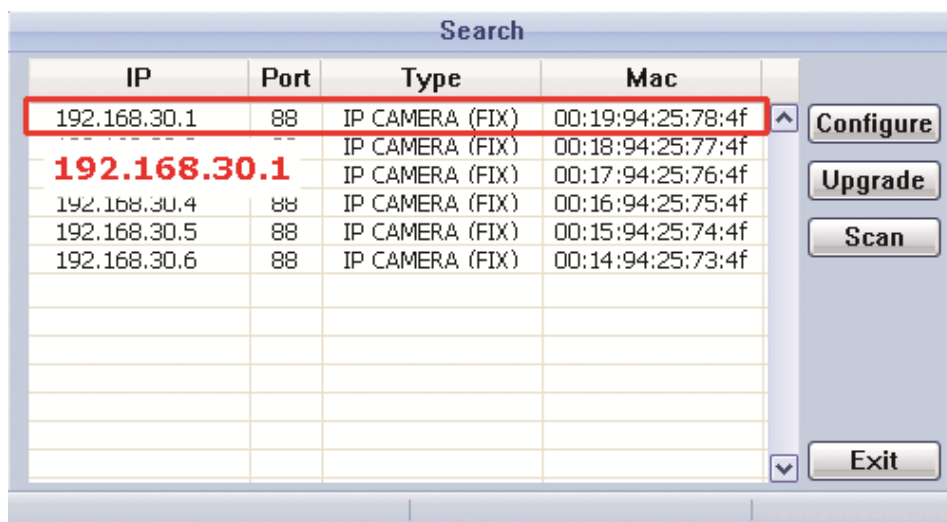 Search
IP Port Type Mac
192.168.30.1 88 IP CAMERA (FIX) 00:19:94:25:78:4f
IP CAMERA (FIX) 00:18:94:25:77:4f
192.168.30.1
IP CAMERA (FIX) 00:17:94:25:76:4f
192.168.30.4 88 IP CAMERA (FIX) 00:16:94:25:75:4f
192.168.30.5 88 IP CAMERA (FIX) 00:15:94:25:74:4f
192.168.30.6 88 IP CAMERA (FIX) 00:14:94:25:73:4f
Configure
Upgrade
Scan
Exit